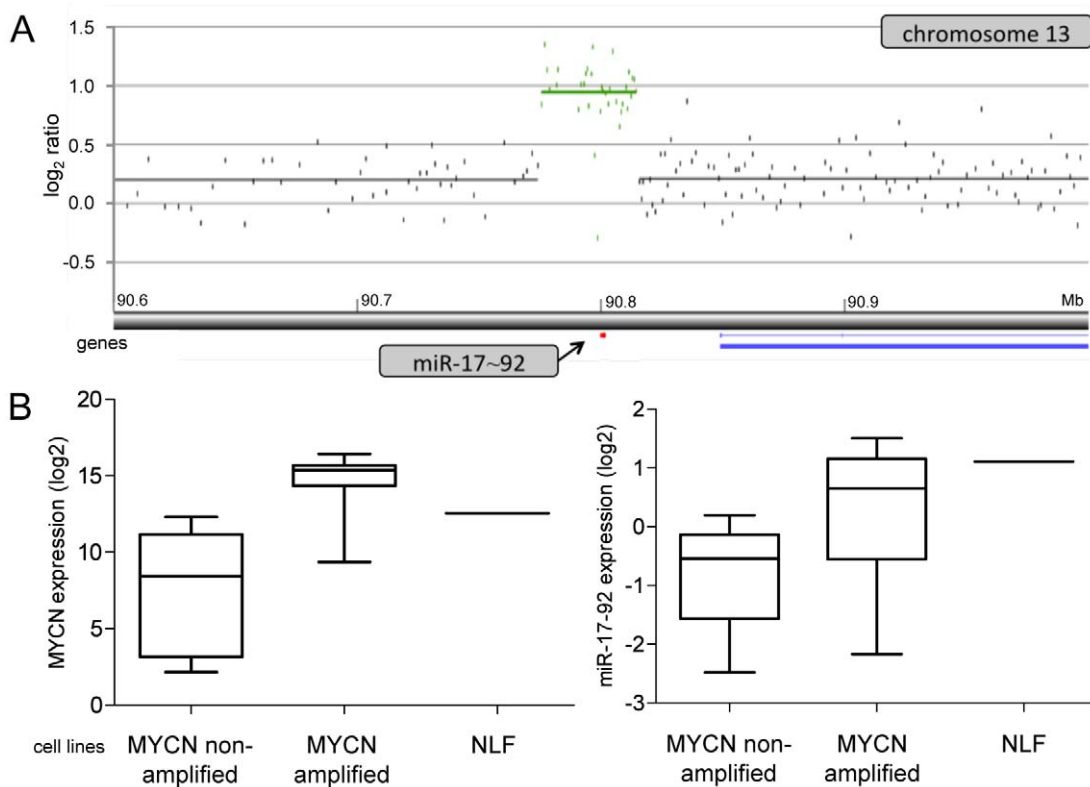 A
chromosome 13
1.5
1.0
0.5
0.0
-0.5
log2 ratio
90.6
90.7
90.8
90.9
Mb
genes
miR-17~92
B
MYCN expression (log2)
20
15
10
5
0
cell lines
MYCN non-amplified
MYCN amplified
NLF
miR-17-92 expression (log2)
2
1
0
-1
-2
-3
MYCN non-amplified
MYCN amplified
NLF